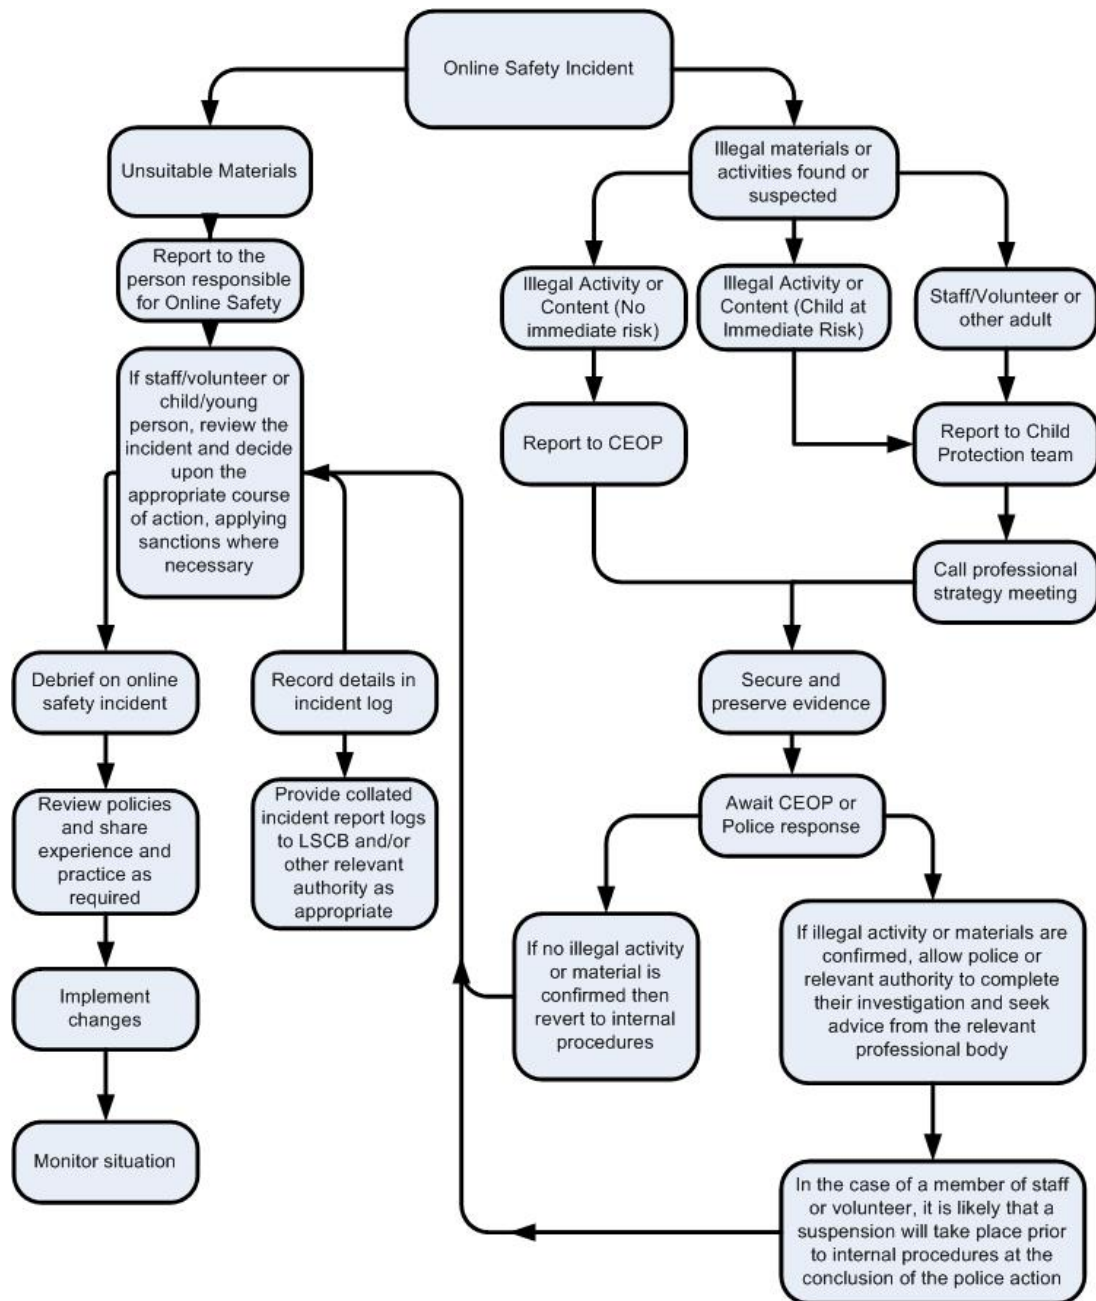 Online Safety Incident
Unsuitable Materials
Report to the
person responsible
for Online Safety
If staff/volunteer or
child/young
person, review the
incident and decide
upon the
appropriate course
of action, applying
sanctions where
necessary
Debrief on online
safety incident
Review policies
and share
experience and
practice as
required
Implement
changes
Monitor situation
Record details in
incident log
Provide collated
incident report logs
to LSCB and/or
other relevant
authority as
appropriate
Illegal materials or
activities found or
suspected
Illegal Activity or
Content (No
immediate risk)
Illegal Activity or
Content (Child at
Immediate Risk)
Staff/Volunteer or
other adult
Report to CEOP
Report to Child
Protection team
Call professional
strategy meeting
Secure and
preserve evidence
Await CEOP or
Police response
If no illegal activity
or material is
confirmed then
revert to internal
procedures
If illegal activity or materials are
confirmed, allow police or
relevant authority to complete
their investigation and seek
advice from the relevant
professional body
In the case of a member of staff
or volunteer, it is likely that a
suspension will take place prior
to internal procedures at the
conclusion of the police action